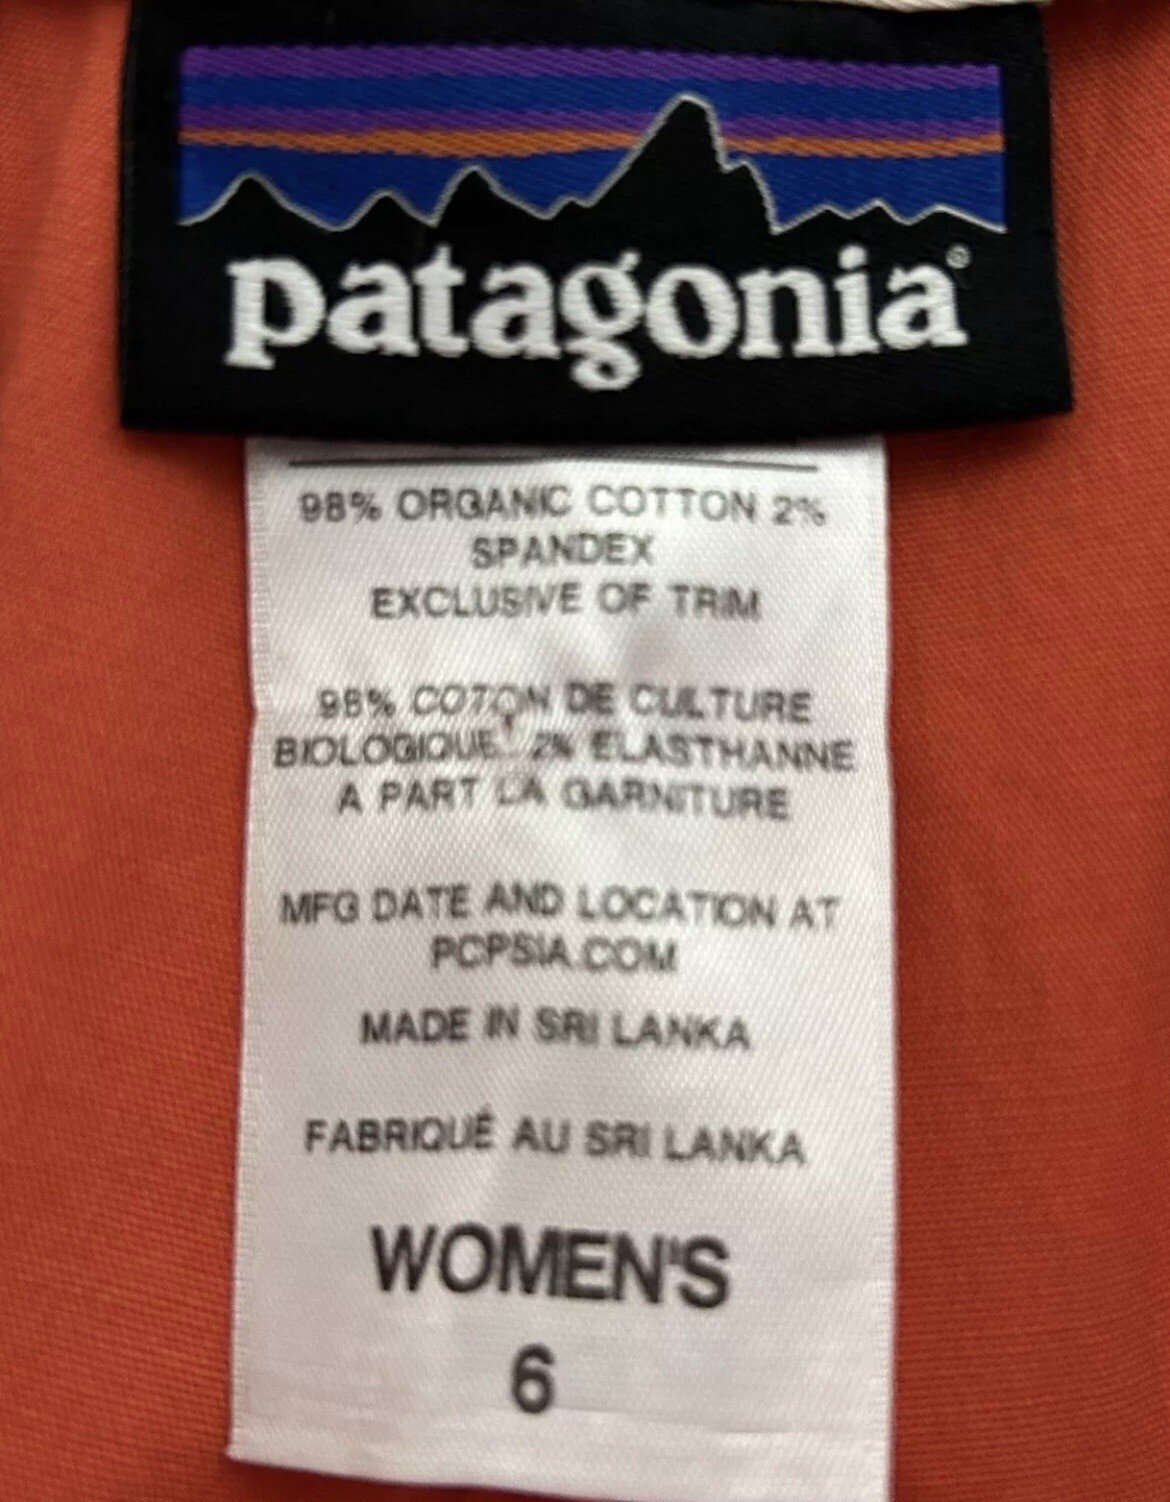 patagonia®
98% ORGANIC COTTON 2%
SPANDEX
EXCLUSIVE OF TRIM
98% COTON DE CULTURE
BIOLOGIQUE 2% ELASTHANNE
A PART LA GARNITURE
MFG DATE AND LOCATION AT
PCPSIA.COM
MADE IN SRI LANKA
FABRIQUÉ AU SRI LANKA
WOMEN'S
6